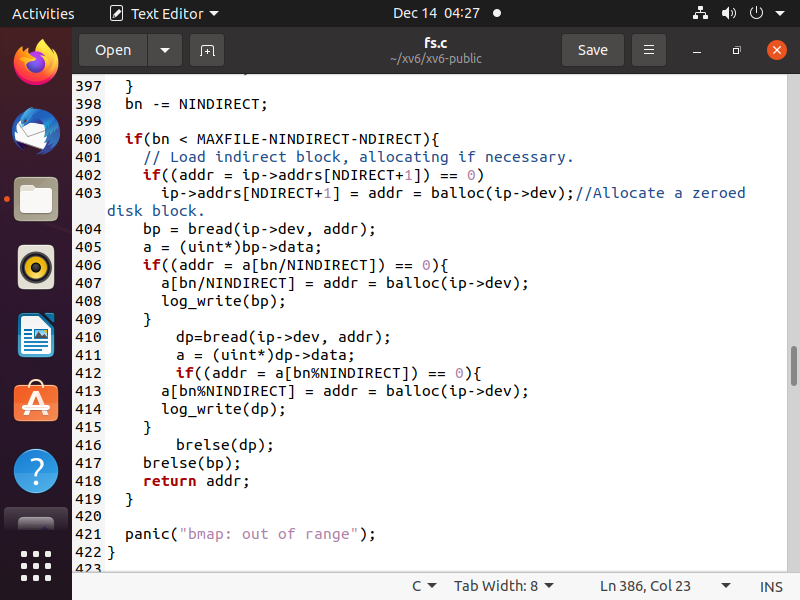 Activities
Text Editor
Dec 14 04:27
Open
fs.c
~/xv6/xv6-public
Save
397 }
398 bn -= NINDIRECT;
399
400 if(bn < MAXFILE-NINDIRECT-NDIRECT){
401 // Load indirect block, allocating if necessary.
402 if((addr = ip->addrs[NDIRECT+1]) == 0)
403 ip->addrs[NDIRECT+1] = addr = balloc(ip->dev);//Allocate a zeroed
disk block.
404 bp = bread(ip->dev, addr);
405 a = (uint*)bp->data;
406 if((addr = a[bn/NINDIRECT]) == 0){
407 a[bn/NINDIRECT] = addr = balloc(ip->dev);
408 log_write(bp);
409 }
410 dp=bread(ip->dev, addr);
411 a = (uint*)dp->data;
412 if((addr = a[bn%NINDIRECT]) == 0){
413 a[bn%NINDIRECT] = addr = balloc(ip->dev);
414 log_write(dp);
415 }
416 brelse(dp);
417 brelse(bp);
418 return addr;
419 }
420
421 panic("bmap: out of range");
422 }
423
C
Tab Width: 8
Ln 386, Col 23
INS